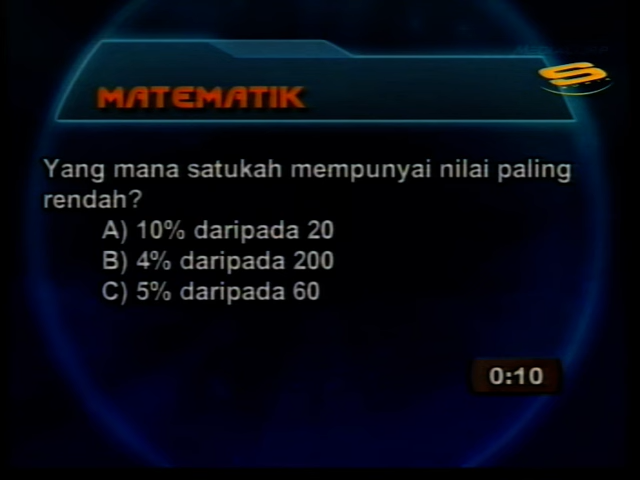 MATEMATIK
S
Yang mana satukah mempunyai nilai paling
rendah?
A) 10% daripada 20
B) 4% daripada 200
C) 5% daripada 60
0:10